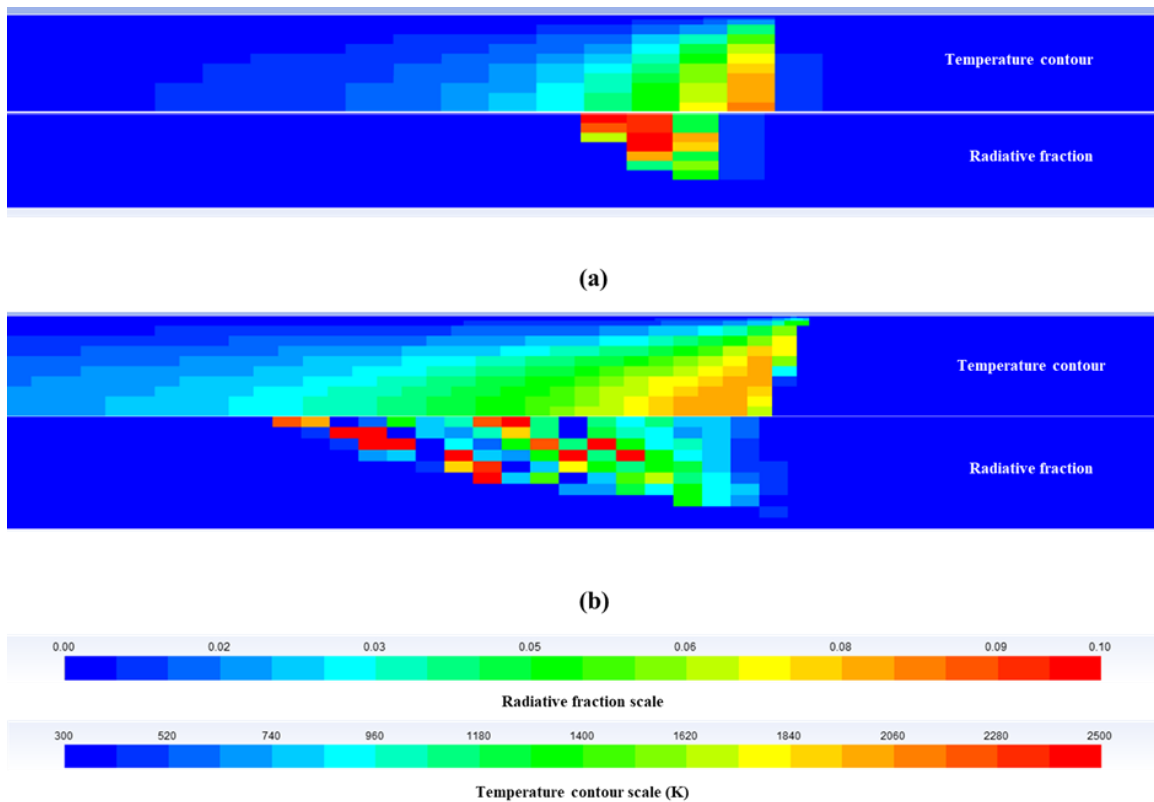 Temperature contour
Radiative fraction
(a)
Temperature contour
Radiative fraction
(b)
0.00 0.02 0.03 0.05 0.06 0.08 0.09 0.10
Radiative fraction scale
300 520 740 960 1180 1400 1620 1840 2060 2280 2500
Temperature contour scale (K)